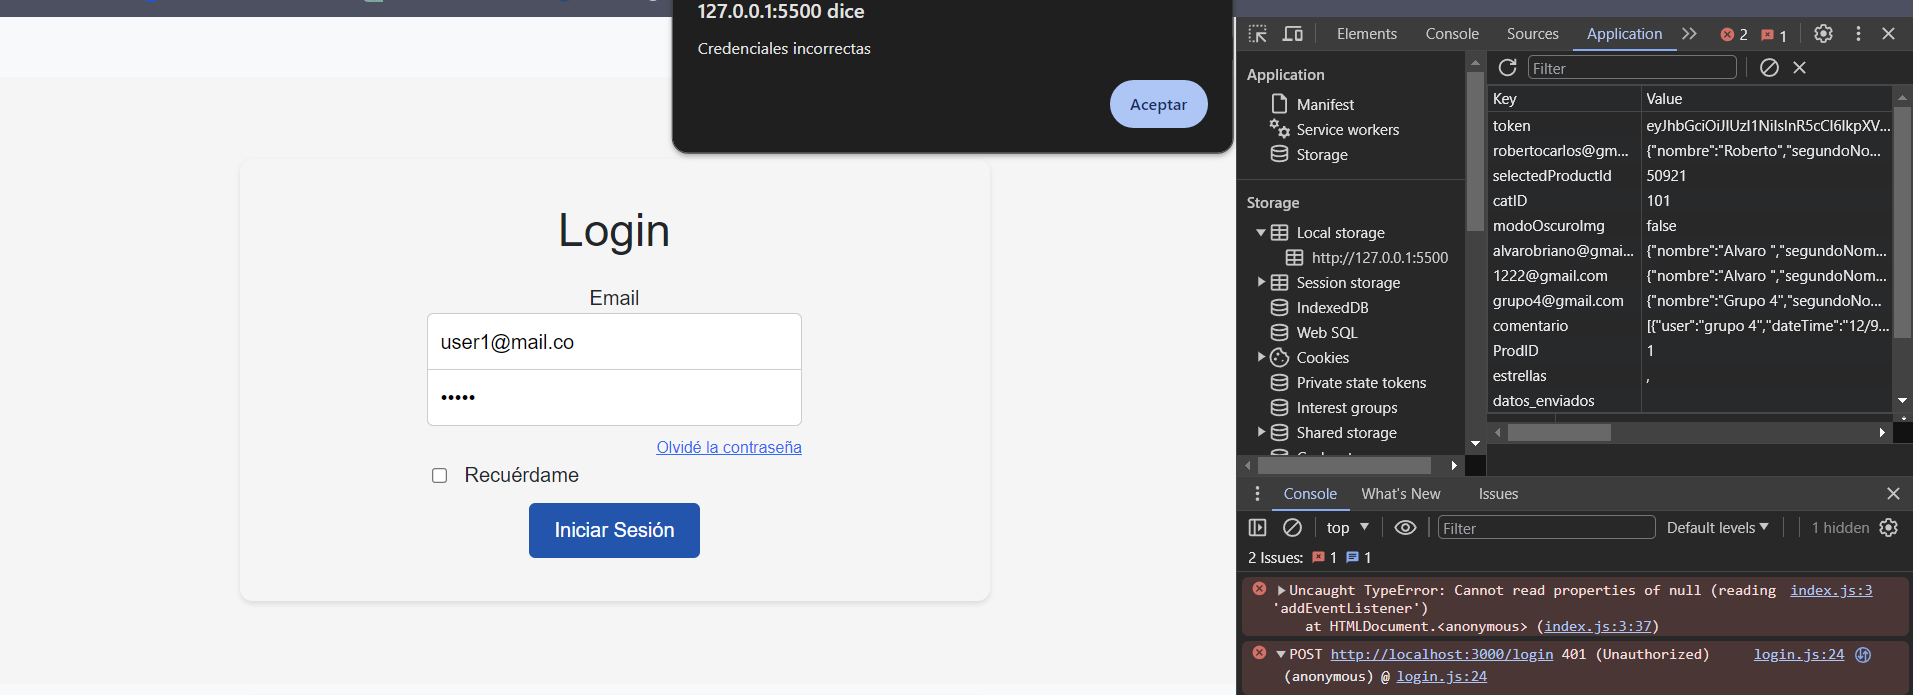 127.0.0.1:5500 dice
Credenciales incorrectas
Aceptar
Login
Email
user1@mail.co
•••••
Olvidé la contraseña
Recuérdame
Iniciar Sesión
Elements Console Sources Application 2 1
Application
Manifest
Service workers
Storage
Storage
Local storage
http://127.0.0.1:5500
Session storage
IndexedDB
Web SQL
Cookies
Private state tokens
Interest groups
Shared storage
Filter
Key Value
token eyJhbGciOiJIUzI1NiIsInR5cCI6IkpXV...
robertocarlos@gm... {"nombre":"Roberto","segundoNo...
selectedProductId 50921
catID 101
modoOscuroImg false
alvarobriano@gmai... {"nombre":"Alvaro ","segundoNom...
1222@gmail.com {"nombre":"Alvaro ","segundoNom...
grupo4@gmail.com {"nombre":"Grupo 4","segundoNo...
comentario [{"user":"grupo 4","dateTime":"12/9...
ProdID 1
estrellas ,
datos_enviados
Console What's New Issues
top Filter Default levels 1 hidden
2 Issues: 1 1
Uncaught TypeError: Cannot read properties of null (reading index.js:3
'addEventListener')
at HTMLDocument.<anonymous> (index.js:3:37)
POST http://localhost:3000/login 401 (Unauthorized) login.js:24
(anonymous) @ login.js:24